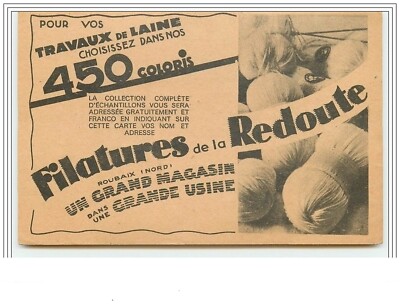 POUR VOS
TRAVAUX DE LAINE
CHOISISSEZ DANS NOS
450 COLORIS
LA COLLECTION COMPLÈTE
D'ÉCHANTILLONS VOUS SERA
ADRESSÉE GRATUITEMENT ET
FRANCO EN INDIQUANT SUR
CETTE CARTE VOS NOM ET
ADRESSE
Filatures de la Redoute
ROUBAIX (NORD)
UN GRAND MAGASIN
DANS UNE GRANDE USINE